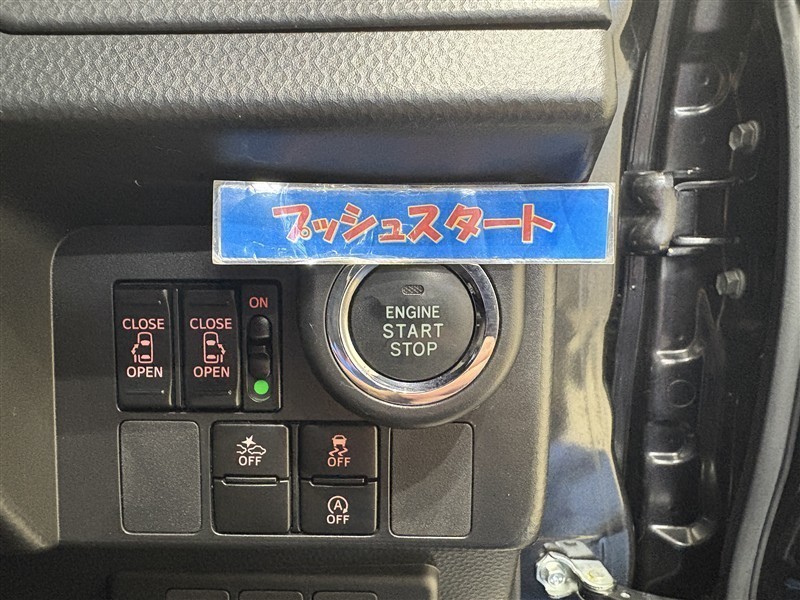 プッシュスタート
ENGINE
START
STOP
CLOSE
OPEN
CLOSE
OPEN
ON
OFF
OFF
A
OFF